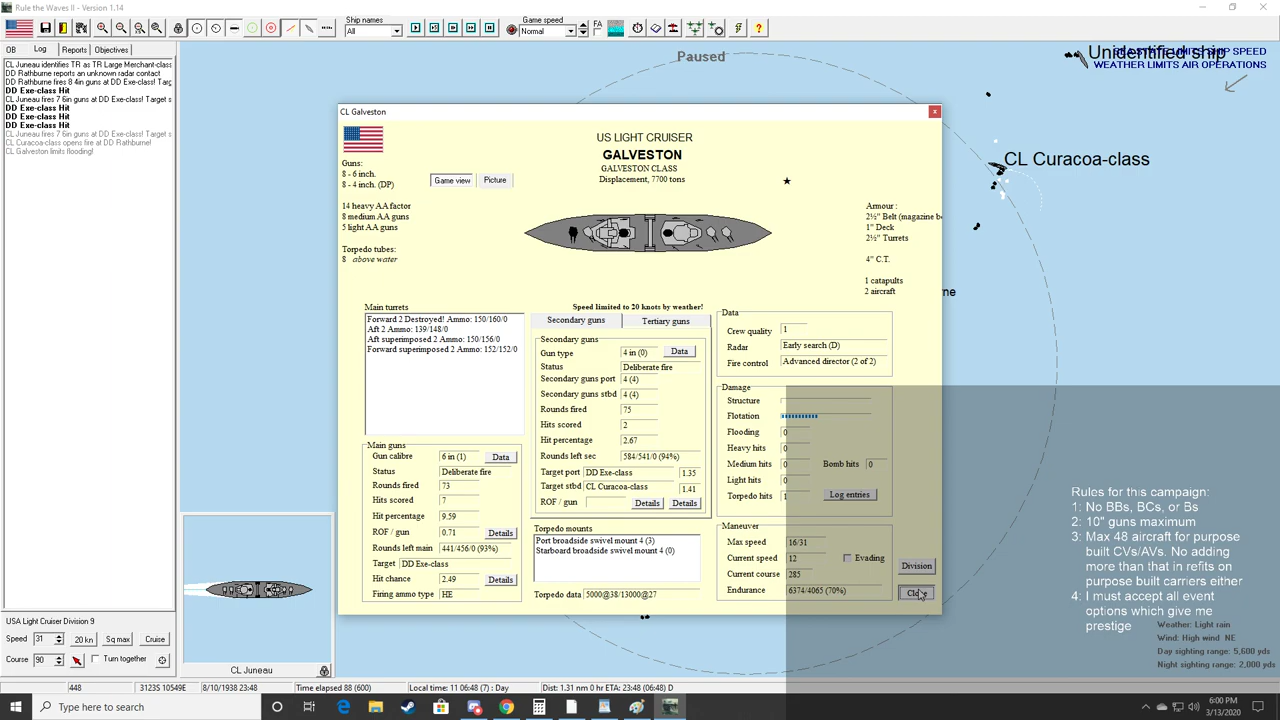 Rule the Waves II - Version 1.14
Ship names
All
Game speed
Normal
FA
OB
Log
Reports
Objectives
CL Juneau identifies TR as TR Large Merchant-class
DD Rathburne reports an unknown radar contact
DD Rathburne fires 8 4in guns at DD Exe-class! Targ
DD Exe-class Hit
CL Juneau fires 7 6in guns at DD Exe-class! Target s
DD Exe-class Hit
DD Exe-class Hit
DD Exe-class Hit
CL Juneau fires 7 6in guns at DD Exe-class! Target s
CL Curacoa-class opens fire at DD Rathburne!
CL Galveston limits flooding!
Paused
Unidentified ship
SEASTATE LIMITS SHIP SPEED
WEATHER LIMITS AIR OPERATIONS
CL Curacoa-class
ne
CL Galveston
US LIGHT CRUISER
GALVESTON
GALVESTON CLASS
Displacement, 7700 tons
Guns:
8 - 6 inch.
8 - 4 inch. (DP)
14 heavy AA factor
8 medium AA guns
5 light AA guns
Torpedo tubes:
8 above water
Game view
Picture
Armour :
2½" Belt (magazine b
1" Deck
2½" Turrets
4" C.T.
1 catapults
2 aircraft
Speed limited to 20 knots by weather!
Main turrets
Forward 2 Destroyed! Ammo: 150/160/0
Aft 2 Ammo: 139/148/0
Aft superimposed 2 Ammo: 150/156/0
Forward superimposed 2 Ammo: 152/152/0
Main guns
Gun calibre 6 in (1) Data
Status Deliberate fire
Rounds fired 73
Hits scored 7
Hit percentage 9.59
ROF / gun 0.71 Details
Rounds left main 441/456/0 (93%)
Target DD Exe-class
Hit chance 2.49 Details
Firing ammo type HE
Secondary guns
Tertiary guns
Secondary guns
Gun type 4 in (0) Data
Status Deliberate fire
Secondary guns port 4 (4)
Secondary guns stbd 4 (4)
Rounds fired 75
Hits scored 2
Hit percentage 2.67
Rounds left sec 584/541/0 (94%)
Target port DD Exe-class 1.35
Target stbd CL Curacoa-class 1.41
ROF / gun Details Details
Torpedo mounts
Port broadside swivel mount 4 (3)
Starboard broadside swivel mount 4 (0)
Torpedo data 5000@38/13000@27
Data
Crew quality 1
Radar Early search (D)
Fire control Advanced director (2 of 2)
Damage
Structure
Flotation
Flooding 0
Heavy hits 0
Medium hits 0 Bomb hits 0
Light hits 0
Torpedo hits 1 Log entries
Maneuver
Max speed 16/31
Current speed 12 Evading
Current course 285
Endurance 6374/4065 (70%)
Division
Rules for this campaign:
1: No BBs, BCs, or Bs
2: 10" guns maximum
3: Max 48 aircraft for purpose
built CVs/AVs. No adding
more than that in refits on
purpose built carriers either
4: I must accept all event
options which give me
prestige
Weather: Light rain
Wind: High wind NE
Day sighting range: 5,600 yds
Night sighting range: 2,000 yds
USA Light Cruiser Division 9
Speed 31 20 kn Sq max Cruise
Course 90 Turn together
CL Juneau
448
3123S 10549E
8/10/1938 23:48
Time elapsed 88 (600)
Local time: 11:06:48 (7) : Day
Dist: 1.31 nm 0 hr ETA: 23:48 (06:48) D
Type here to search
6:00 PM
3/13/2020